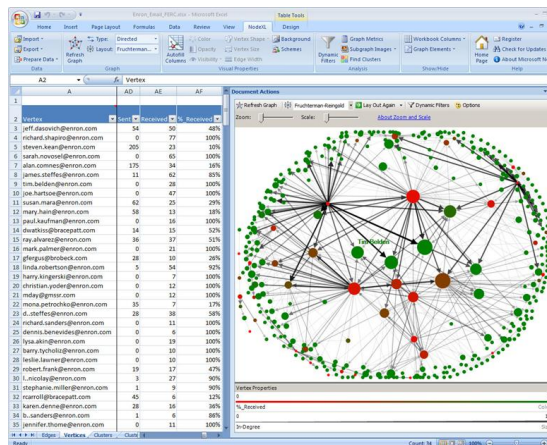 Enron_Email_FERC.xlsx - Microsoft Excel
Table Tools
Home Insert Page Layout Formulas Data Review View NodeXL Design
Import
Export
Prepare Data
Data
Refresh Graph
Type: Directed
Layout: Fruchterman...
Graph
Autofill Columns
Color
Opacity
Visibility
Vertex Shape
Vertex Size
Edge Width
Background
Schemes
Visual Properties
Dynamic Filters
Graph Metrics
Subgraph Images
Find Clusters
Analysis
Workbook Columns
Graph Elements
Show/Hide
Home Page
Register
Check for Updates
About Microsoft N
Help
A2 Vertex
Document Actions
Refresh Graph Fruchterman-Reingold Lay Out Again Dynamic Filters Options
Zoom: Scale: About Zoom and Scale
A AD AE AF
1
2 Vertex Sent Received %_Received
3 jeff.dasovich@enron.com 54 50 48%
4 richard.shapiro@enron.com 0 77 100%
5 steven.kean@enron.com 205 23 10%
6 sarah.novosel@enron.com 0 65 100%
7 alan.comnes@enron.com 175 34 16%
8 james.steffes@enron.com 11 62 85%
9 tim.belden@enron.com 0 28 100%
10 joe.hartsoe@enron.com 0 47 100%
11 susan.mara@enron.com 62 25 29%
12 mary.hain@enron.com 58 13 18%
13 paul.kaufman@enron.com 0 16 100%
14 dwatkiss@bracepatt.com 14 15 52%
15 ray.alvarez@enron.com 36 37 51%
16 mark.palmer@enron.com 0 21 100%
17 gfergus@brobeck.com 28 10 26%
18 linda.robertson@enron.com 5 54 92%
19 harry.kingerski@enron.com 0 7 100%
20 christian.yoder@enron.com 0 12 100%
21 mday@gmssr.com 0 12 100%
22 mona.petrochko@enron.com 35 7 17%
23 d..steffes@enron.com 28 38 58%
24 richard.sanders@enron.com 0 11 100%
25 dennis.benevides@enron.com 0 6 100%
26 lysa.akin@enron.com 0 19 100%
27 barry.tycholiz@enron.com 0 10 100%
28 leslie.lawner@enron.com 0 10 100%
29 robert.frank@enron.com 19 17 47%
30 l..nicolay@enron.com 3 27 90%
31 stephanie.miller@enron.com 1 9 90%
32 rcarroll@bracepatt.com 45 6 12%
33 karen.denne@enron.com 28 16 36%
34 b..sanders@enron.com 1 6 86%
35 jennifer.thome@enron.com 0 11 100%
Tim Belden
Vertex Properties
0
%_Received
0
In-Degree
Edges Vertices Clusters
Ready
Count: 34
100%